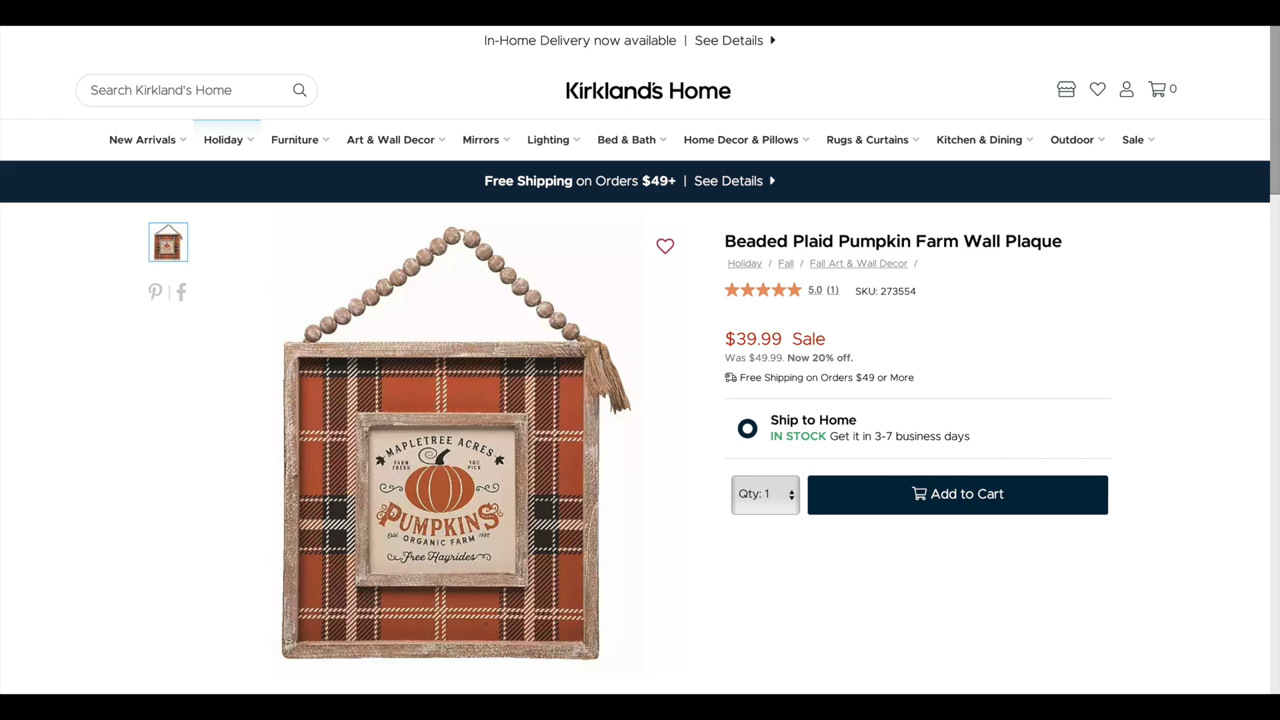 In-Home Delivery now available | See Details
Search Kirkland's Home
Kirkland's Home
0
New Arrivals Holiday Furniture Art & Wall Decor Mirrors Lighting Bed & Bath Home Decor & Pillows Rugs & Curtains Kitchen & Dining Outdoor Sale
Free Shipping on Orders $49+ | See Details
Beaded Plaid Pumpkin Farm Wall Plaque
Holiday / Fall / Fall Art & Wall Decor /
5.0 (1) SKU: 273554
$39.99 Sale
Was $49.99. Now 20% off.
Free Shipping on Orders $49 or More
Ship to Home
IN STOCK Get it in 3-7 business days
Qty: 1
Add to Cart
MAPLETREE ACRES
FARM FRESH
YOU PICK
PUMPKINS
ORGANIC FARM
Free Hayrides